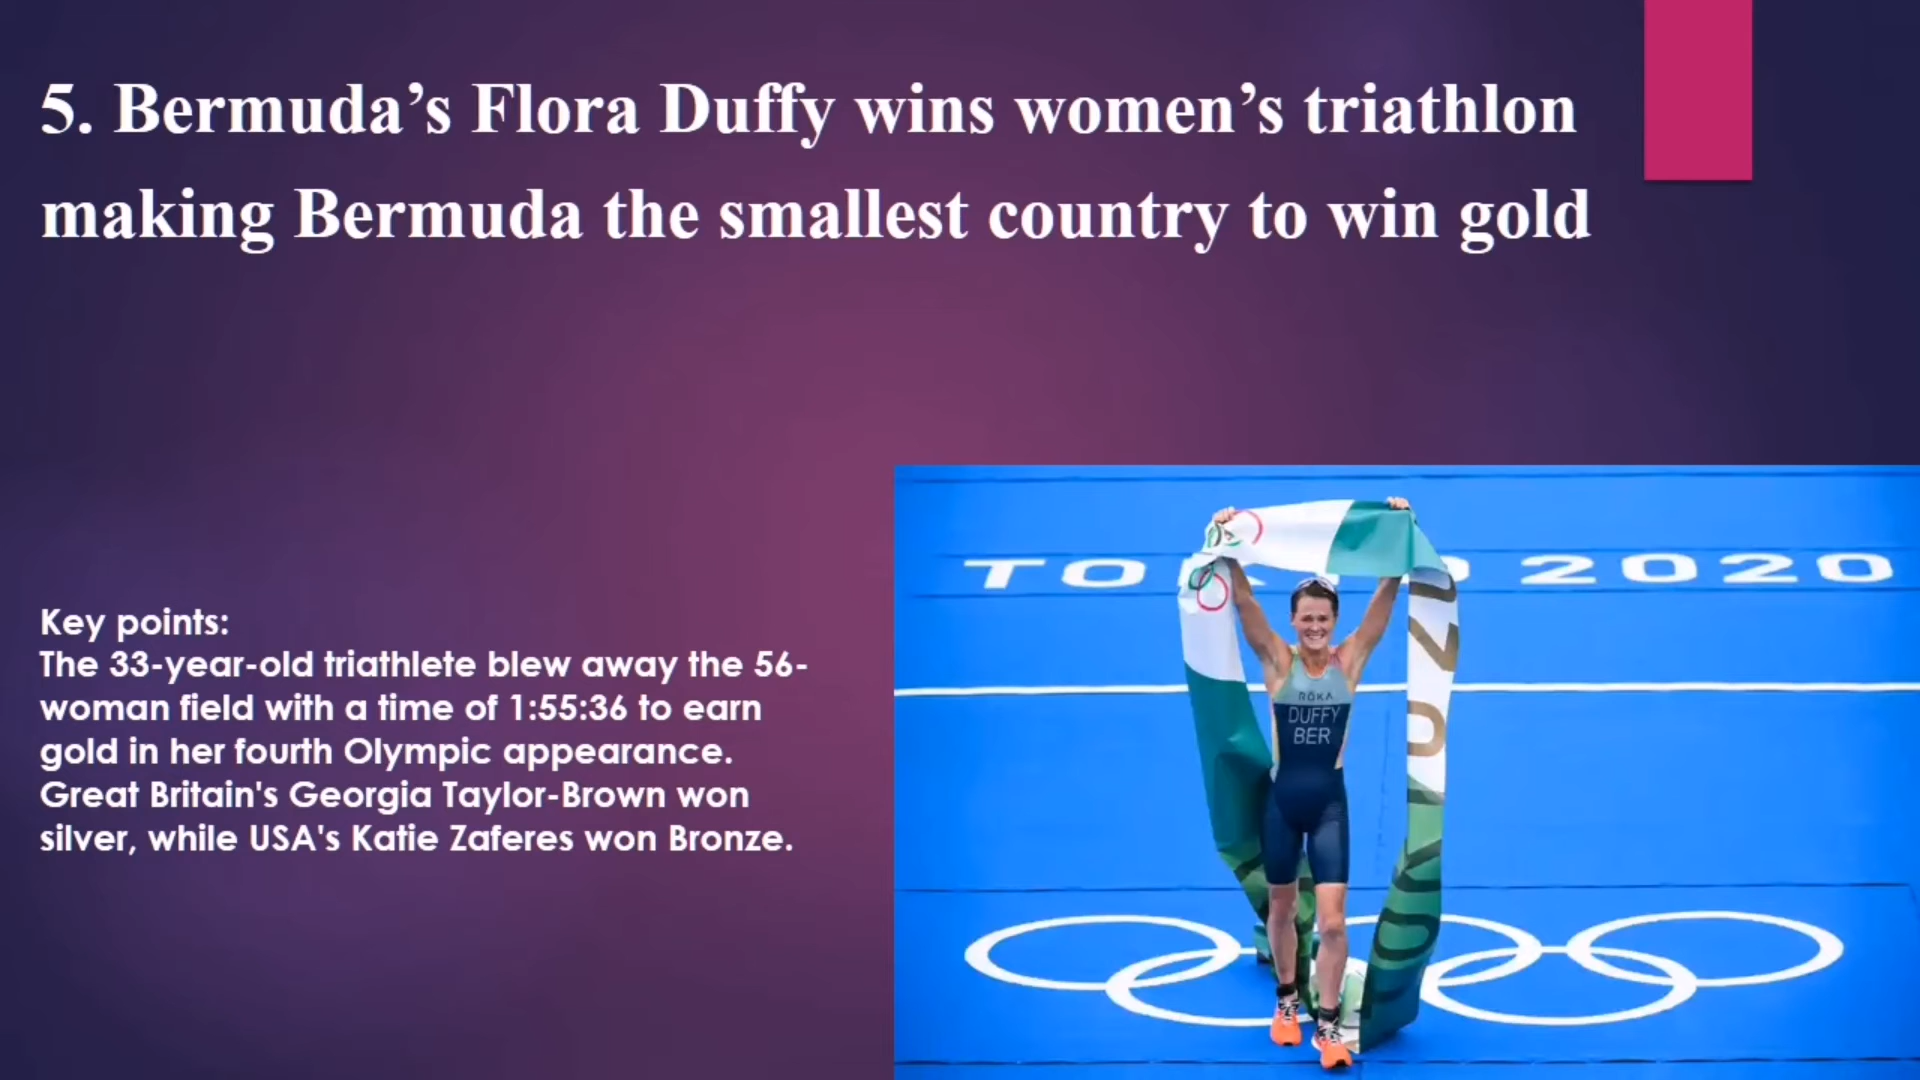 5. Bermuda’s Flora Duffy wins women’s triathlon
making Bermuda the smallest country to win gold
Key points:
The 33-year-old triathlete blew away the 56-
woman field with a time of 1:55:36 to earn
gold in her fourth Olympic appearance.
Great Britain's Georgia Taylor-Brown won
silver, while USA's Katie Zaferes won Bronze.
2020
ROKA
DUFFY
BER